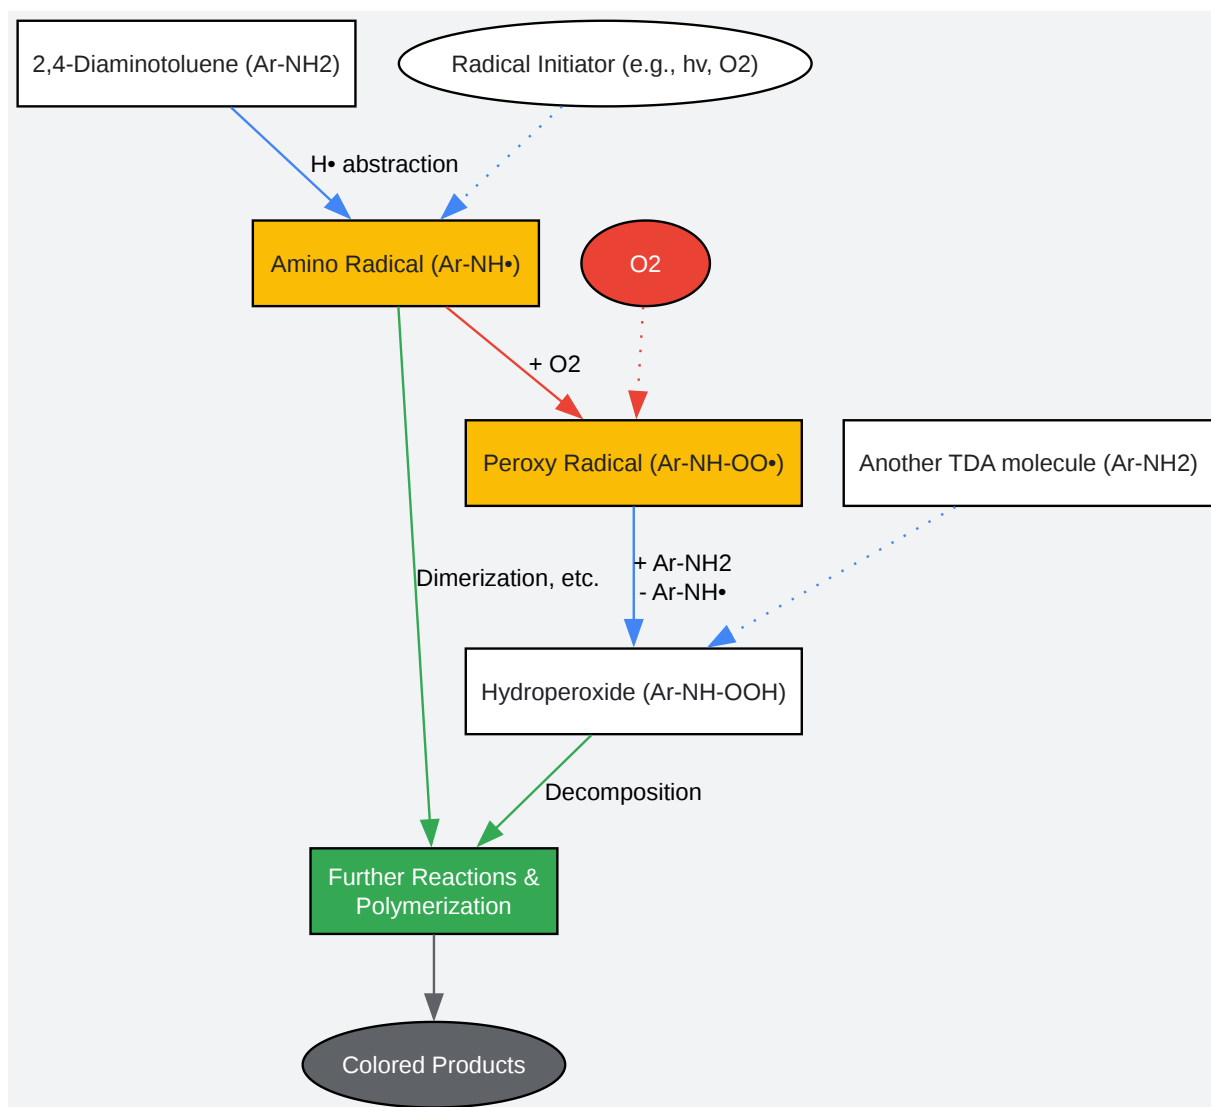 2,4-Diaminotoluene (Ar-NH2)
Radical Initiator (e.g., hv, O2)
H• abstraction
Amino Radical (Ar-NH•)
O2
+ O2
Peroxy Radical (Ar-NH-OO•)
Another TDA molecule (Ar-NH2)
Dimerization, etc.
+ Ar-NH2
- Ar-NH•
Hydroperoxide (Ar-NH-OOH)
Decomposition
Further Reactions &
Polymerization
Colored Products